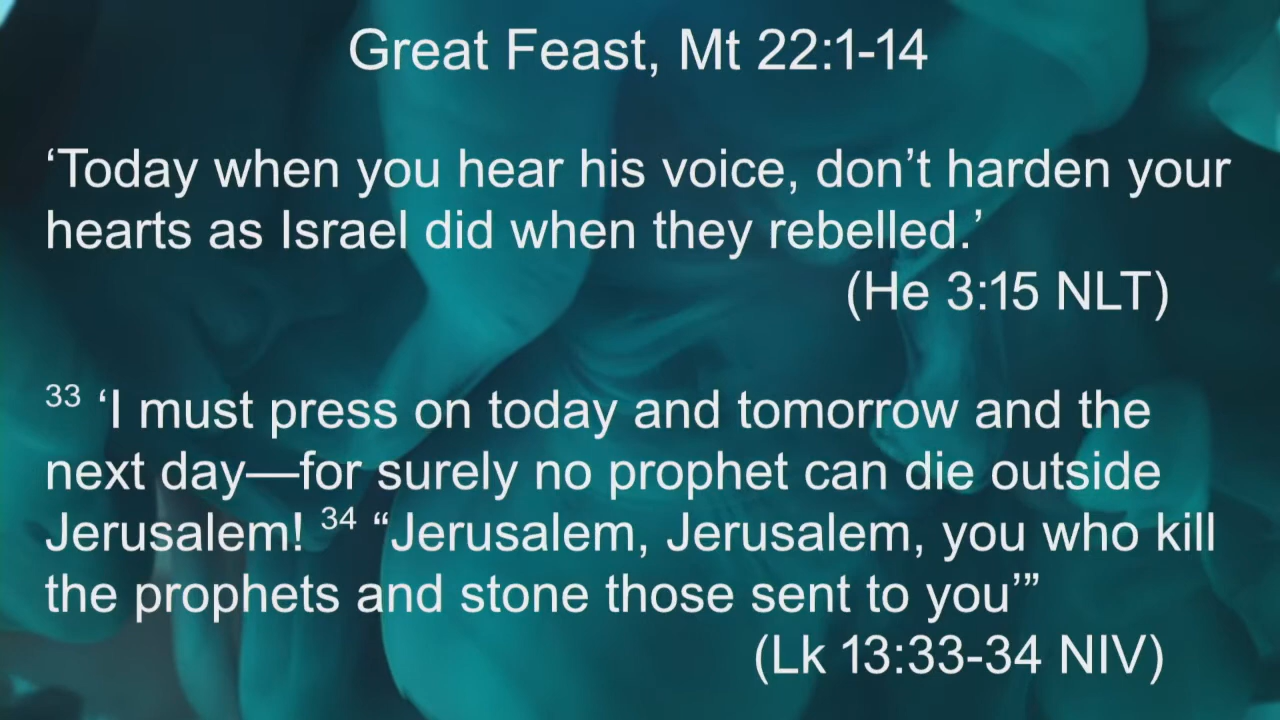 Great Feast, Mt 22:1-14
‘Today when you hear his voice, don’t harden your
hearts as Israel did when they rebelled.’
(He 3:15 NLT)
³³ ‘I must press on today and tomorrow and the
next day—for surely no prophet can die outside
Jerusalem! ³⁴ “Jerusalem, Jerusalem, you who kill
the prophets and stone those sent to you’”
(Lk 13:33-34 NIV)